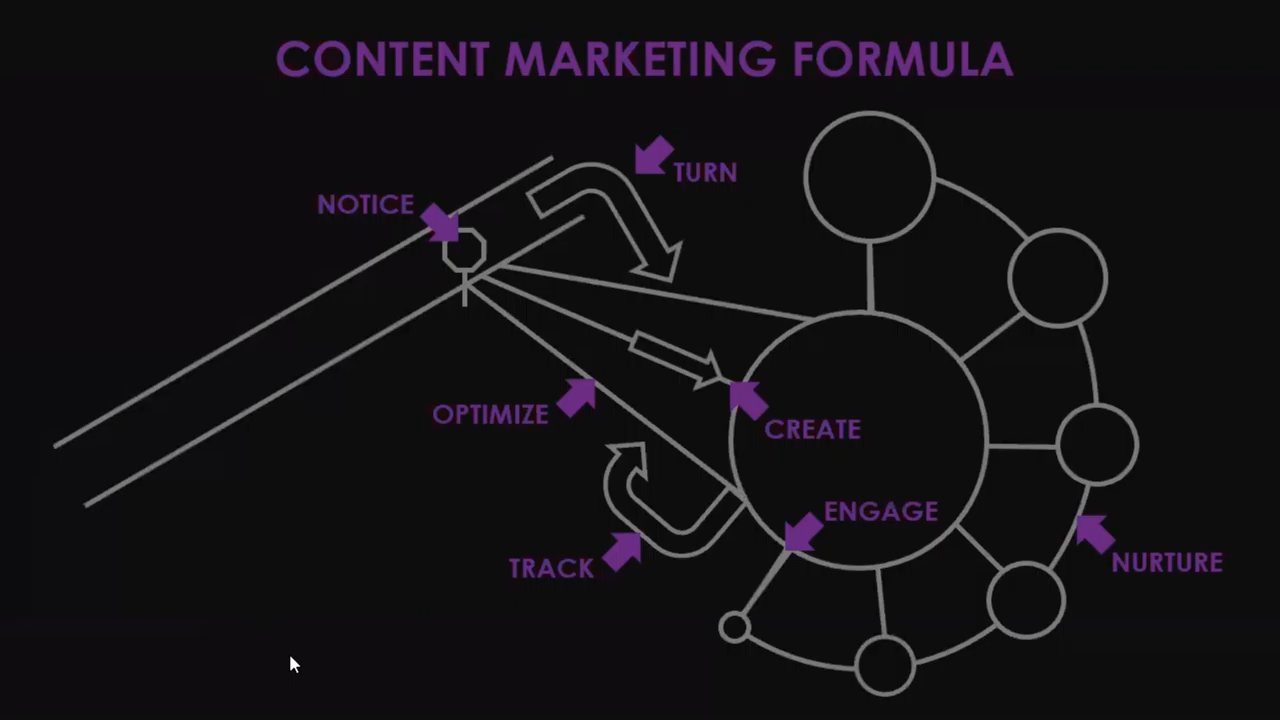 CONTENT MARKETING FORMULA
TURN
NOTICE
OPTIMIZE
CREATE
ENGAGE
TRACK
NURTURE